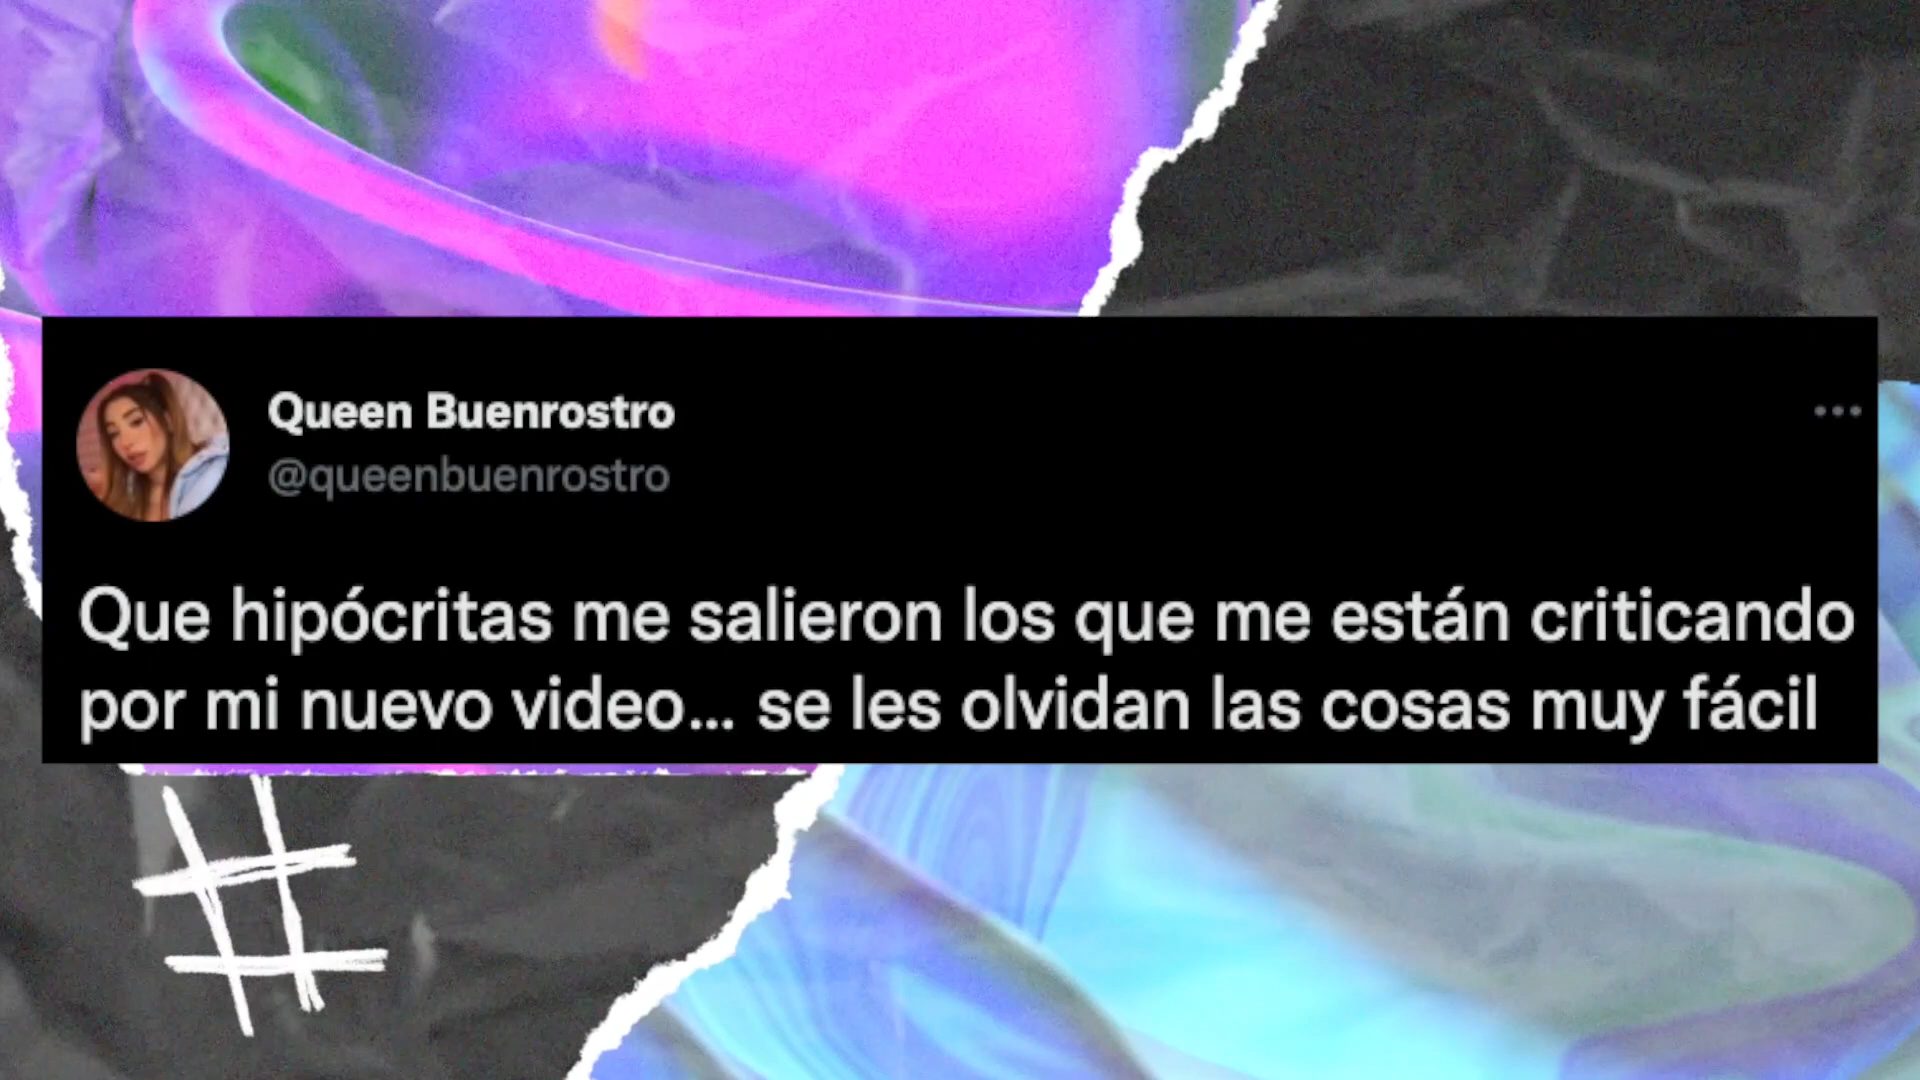 Queen Buenrostro
@queenbuenrostro
Que hipócritas me salieron los que me están criticando
por mi nuevo video... se les olvidan las cosas muy fácil
#